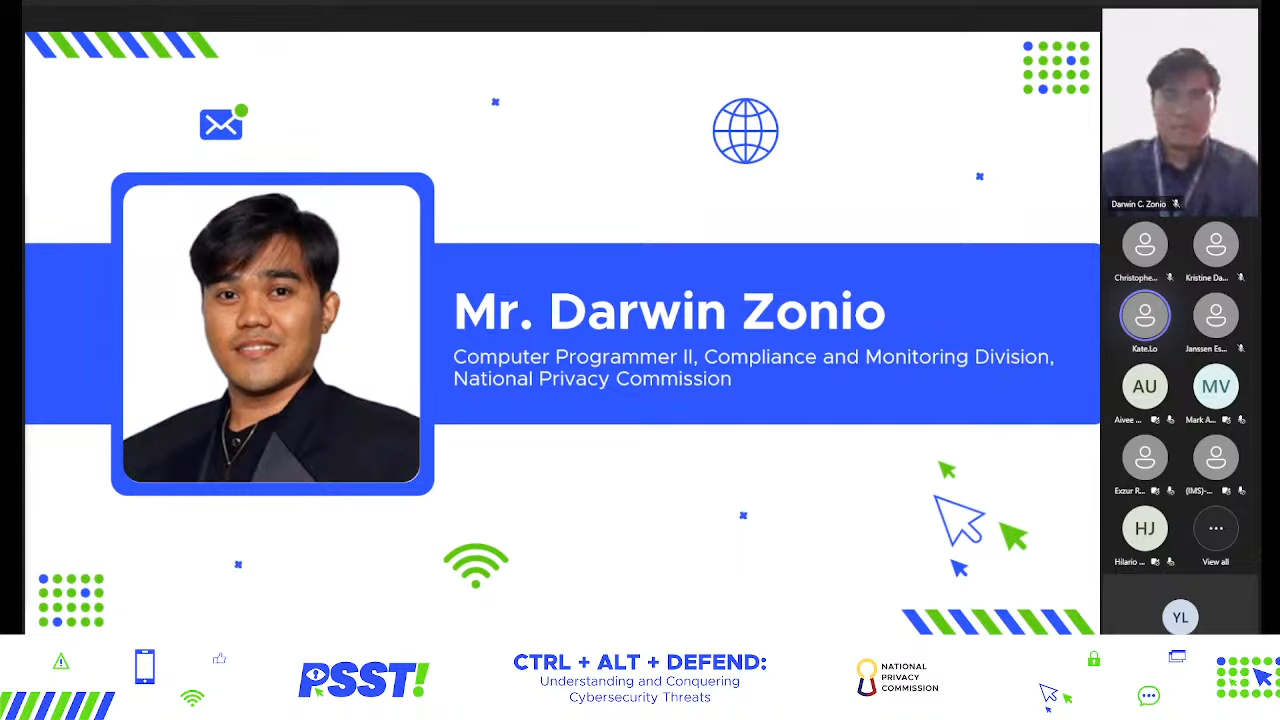 Mr. Darwin Zonio
Computer Programmer II, Compliance and Monitoring Division,
National Privacy Commission
Darwin C. Zonio
Christophe...
Kristine Da...
Kate.Lo
Janssen Es...
AU
MV
Aivee ...
Mark A...
Exzur R...
(IMS)-...
HJ
...
Hilario ...
View all
YL
PSST!
CTRL + ALT + DEFEND:
Understanding and Conquering
Cybersecurity Threats
NATIONAL
PRIVACY
COMMISSION